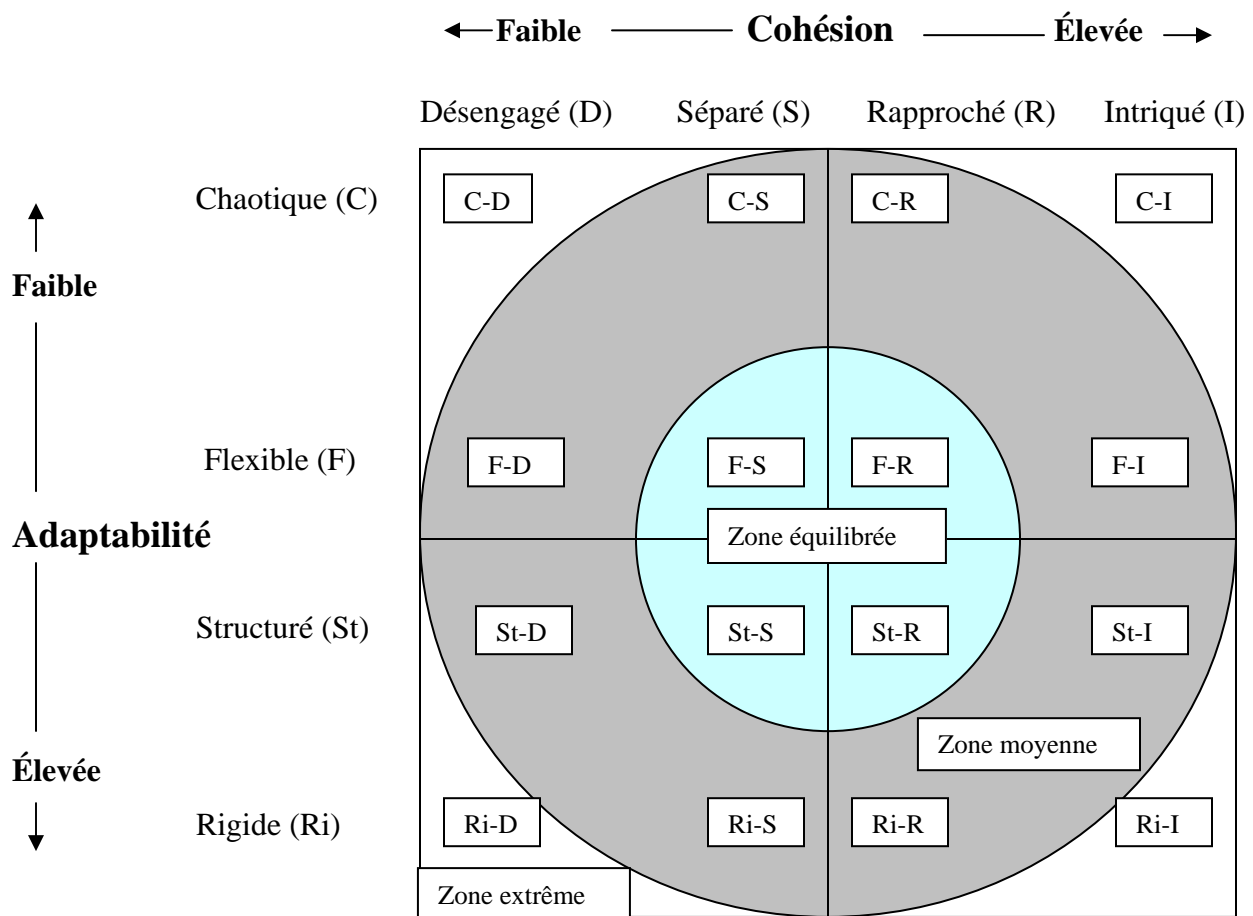 Faible Cohésion Élevée
Désengagé (D) Séparé (S) Rapproché (R) Intriqué (I)
Chaotique (C) C-D C-S C-R C-I
Faible
Flexible (F) F-D F-S F-R F-I
Adaptabilité Zone équilibrée
Structuré (St) St-D St-S St-R St-I
Zone moyenne
Élevée
Rigide (Ri) Ri-D Ri-S Ri-R Ri-I
Zone extrême